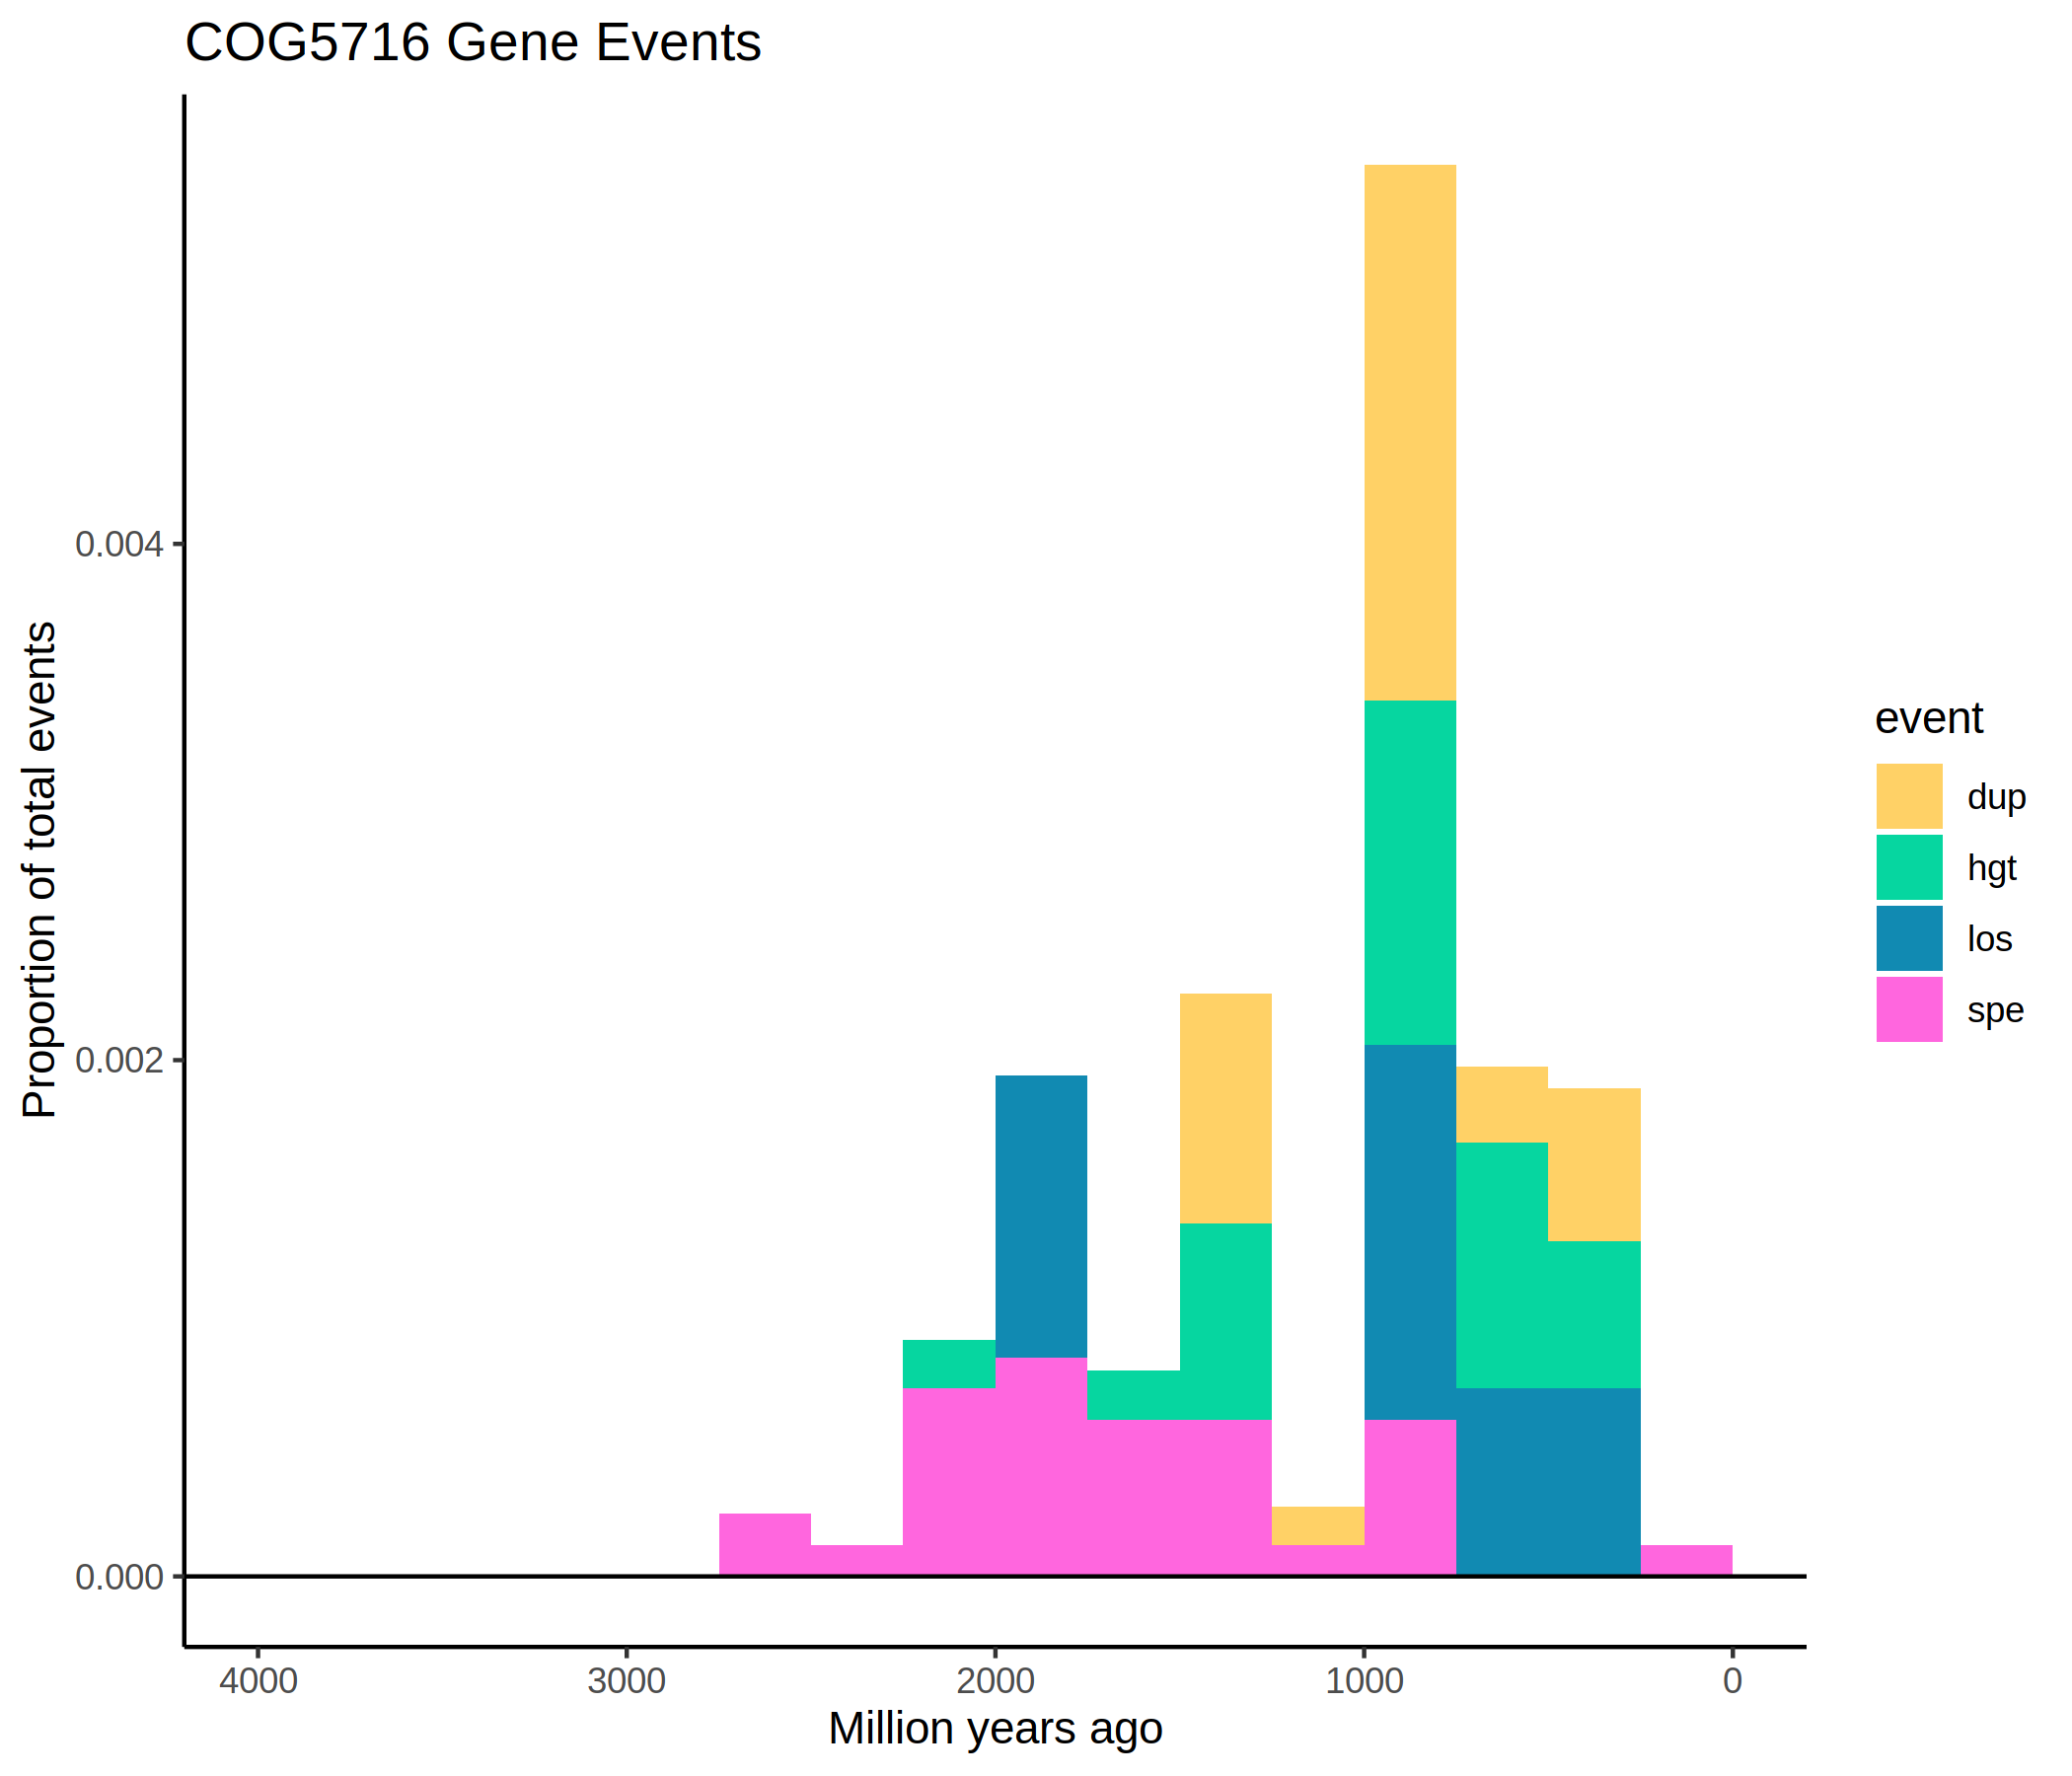 COG5716 Gene Events
Proportion of total events
0.004
0.002
0.000
4000 3000 2000 1000 0
Million years ago
event
dup
hgt
los
spe